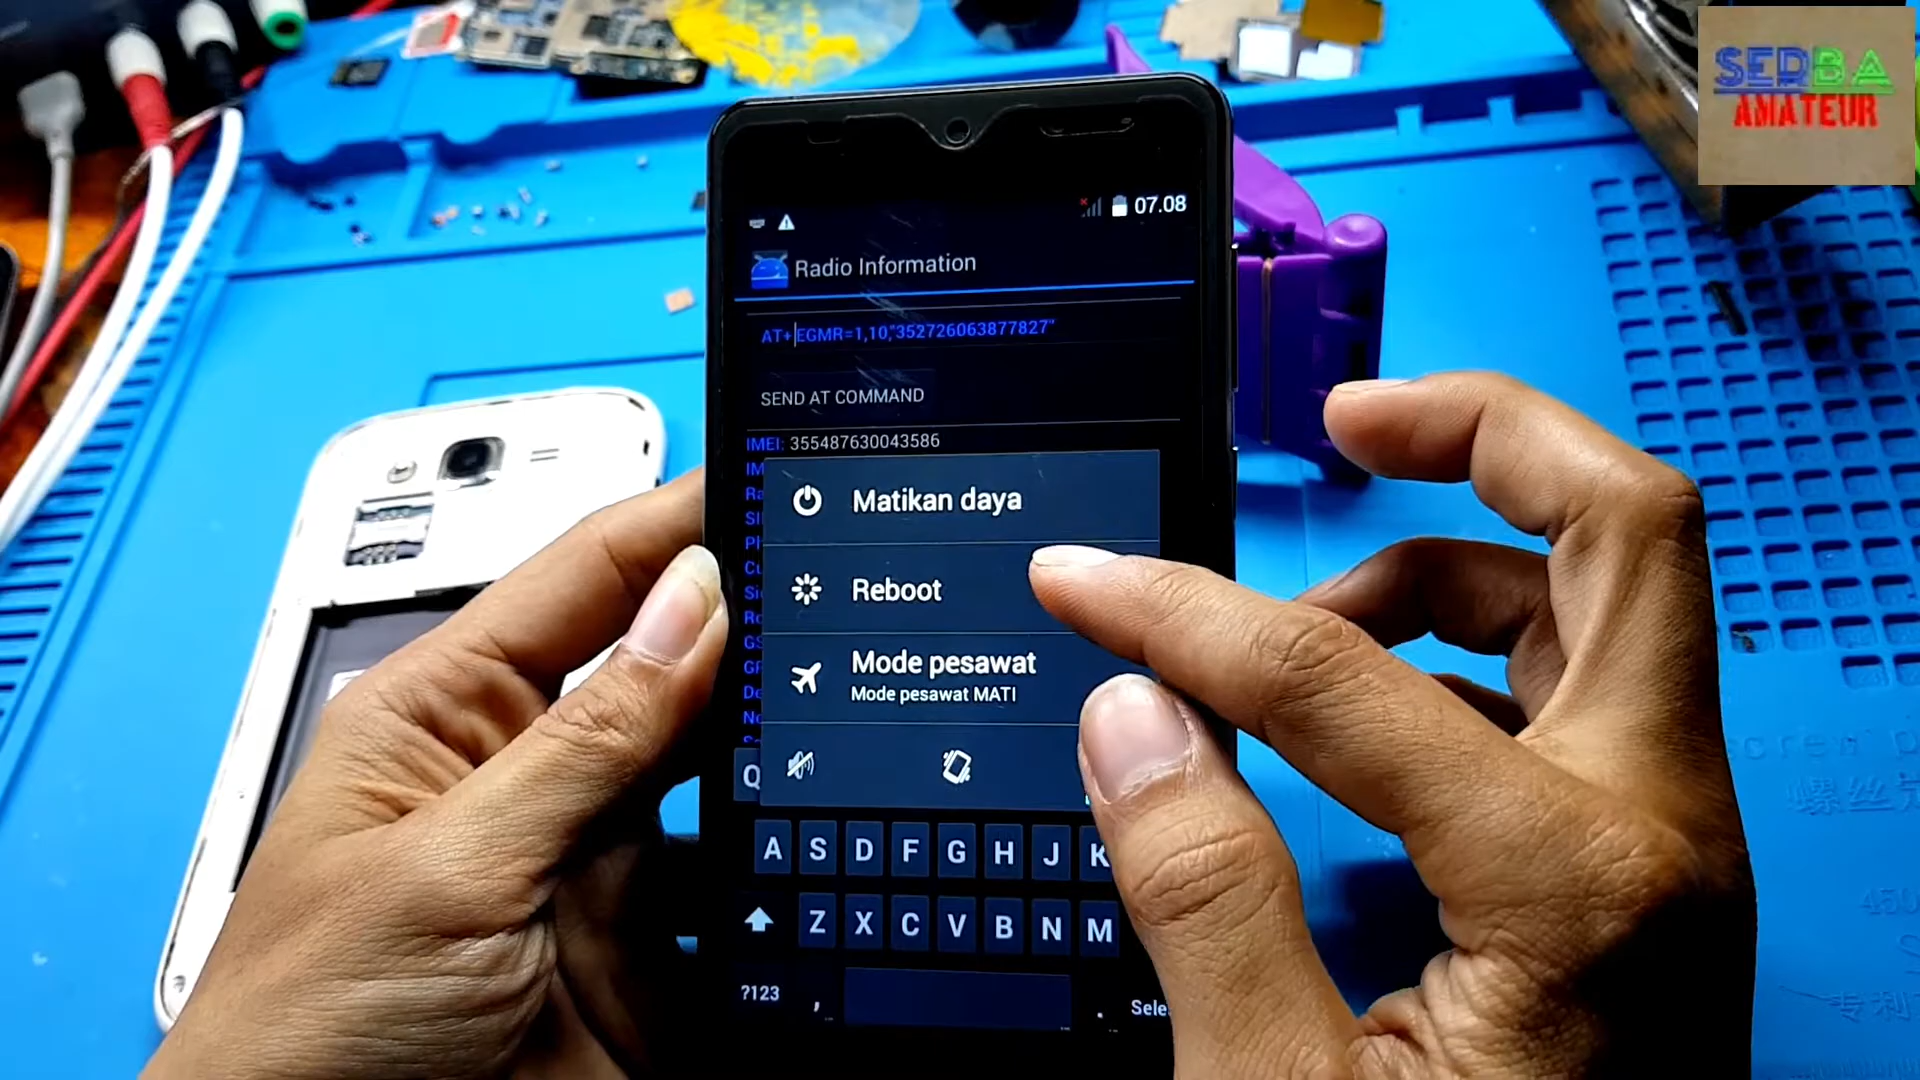 SERBA
AMATEUR
07.08
Radio Information
AT+EGMR=1,10,"352726063877827"
SEND AT COMMAND
IMEI: 355487630043586
Matikan daya
Reboot
Mode pesawat
Mode pesawat MATI
Q
A S D F G H J K
Z X C V B N M
?123 , .